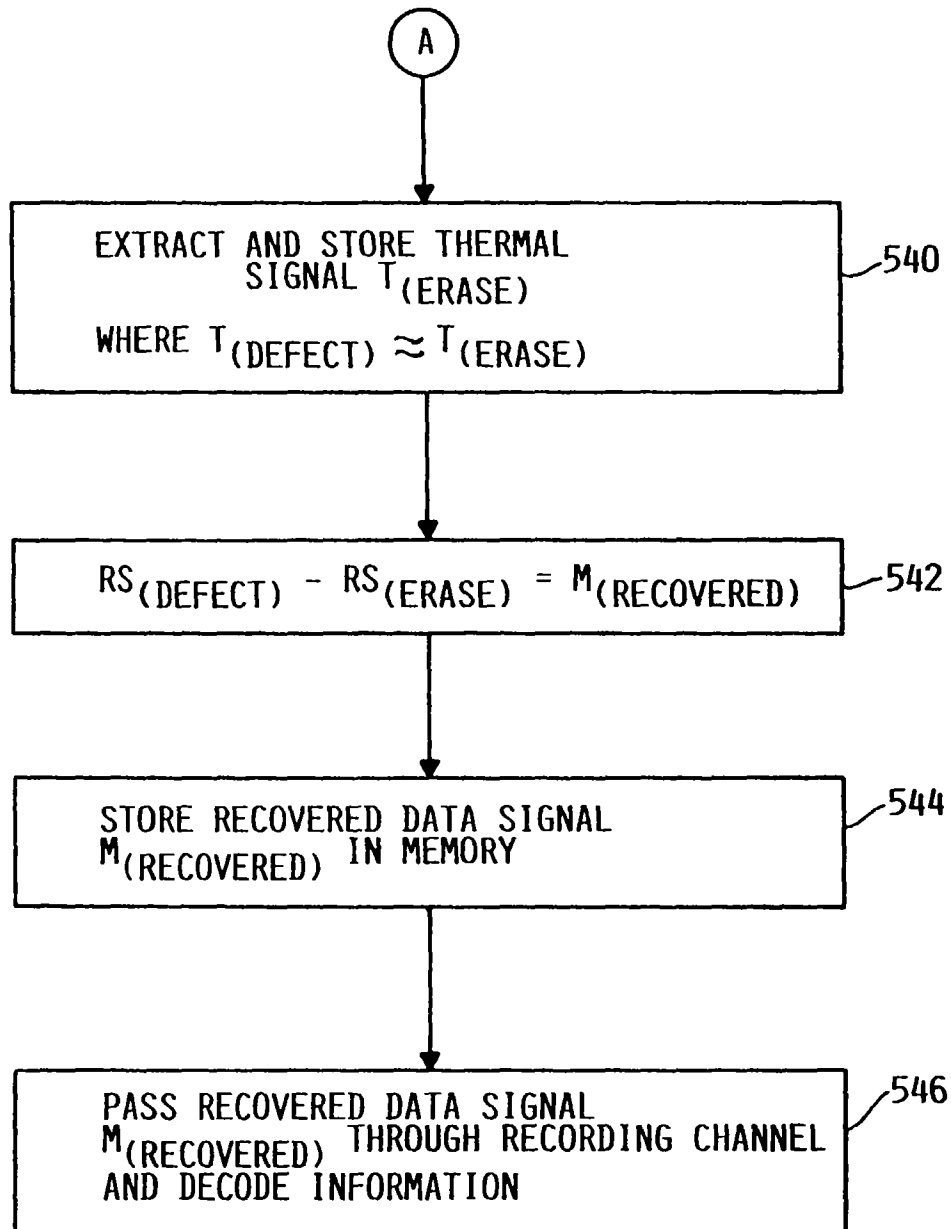 A
EXTRACT AND STORE THERMAL
SIGNAL T(ERASE)
WHERE T(DEFECT) ≈ T(ERASE)
540
RS(DEFECT) - RS(ERASE) = M(RECOVERED)
542
STORE RECOVERED DATA SIGNAL
M(RECOVERED) IN MEMORY
544
PASS RECOVERED DATA SIGNAL
M(RECOVERED) THROUGH RECORDING CHANNEL
AND DECODE INFORMATION
546